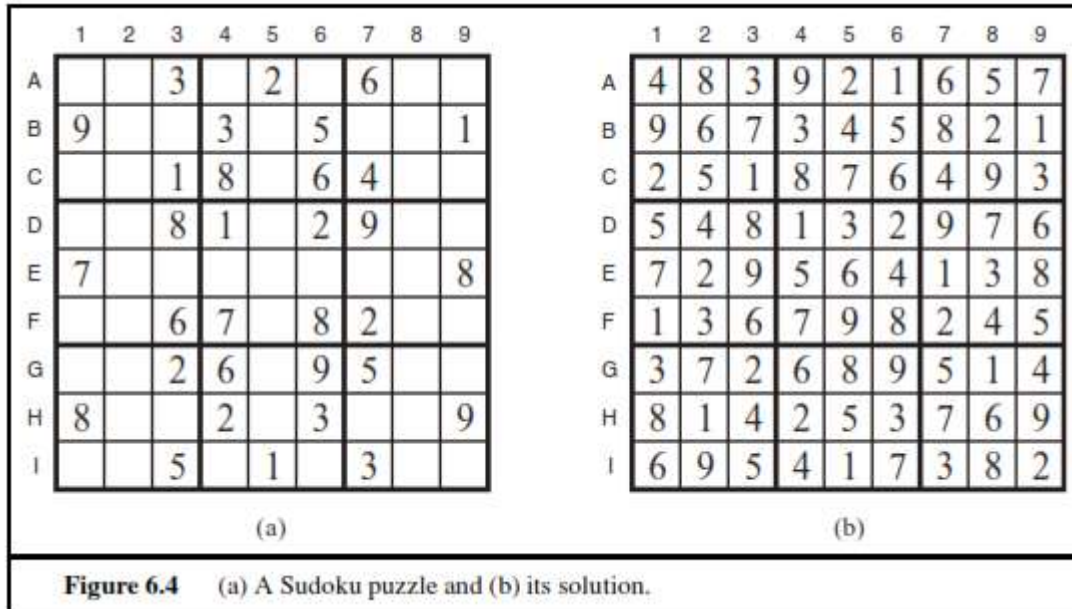 1 2 3 4 5 6 7 8 9
A 3 2 6
B 9 3 5 1
C 1 8 6 4
D 8 1 2 9
E 7 8
F 6 7 8 2
G 2 6 9 5
H 8 2 3 9
I 5 1 3
(a)
1 2 3 4 5 6 7 8 9
A 4 8 3 9 2 1 6 5 7
B 9 6 7 3 4 5 8 2 1
C 2 5 1 8 7 6 4 9 3
D 5 4 8 1 3 2 9 7 6
E 7 2 9 5 6 4 1 3 8
F 1 3 6 7 9 8 2 4 5
G 3 7 2 6 8 9 5 1 4
H 8 1 4 2 5 3 7 6 9
I 6 9 5 4 1 7 3 8 2
(b)
Figure 6.4 (a) A Sudoku puzzle and (b) its solution.